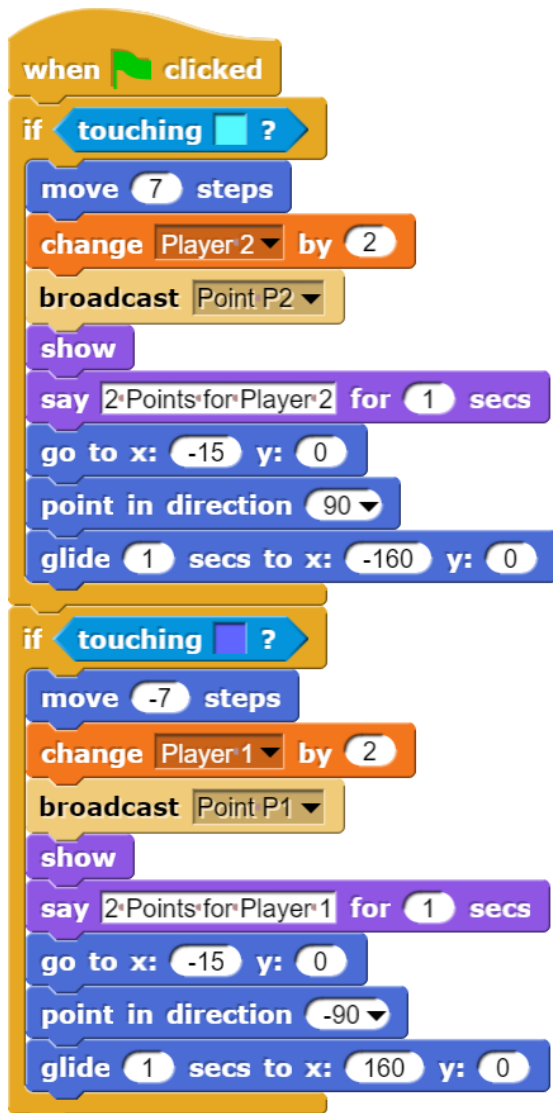 when clicked
if touching ?
move 7 steps
change Player 2 by 2
broadcast Point P2
show
say 2 Points for Player 2 for 1 secs
go to x: -15 y: 0
point in direction 90
glide 1 secs to x: -160 y: 0
if touching ?
move -7 steps
change Player 1 by 2
broadcast Point P1
show
say 2 Points for Player 1 for 1 secs
go to x: -15 y: 0
point in direction -90
glide 1 secs to x: 160 y: 0